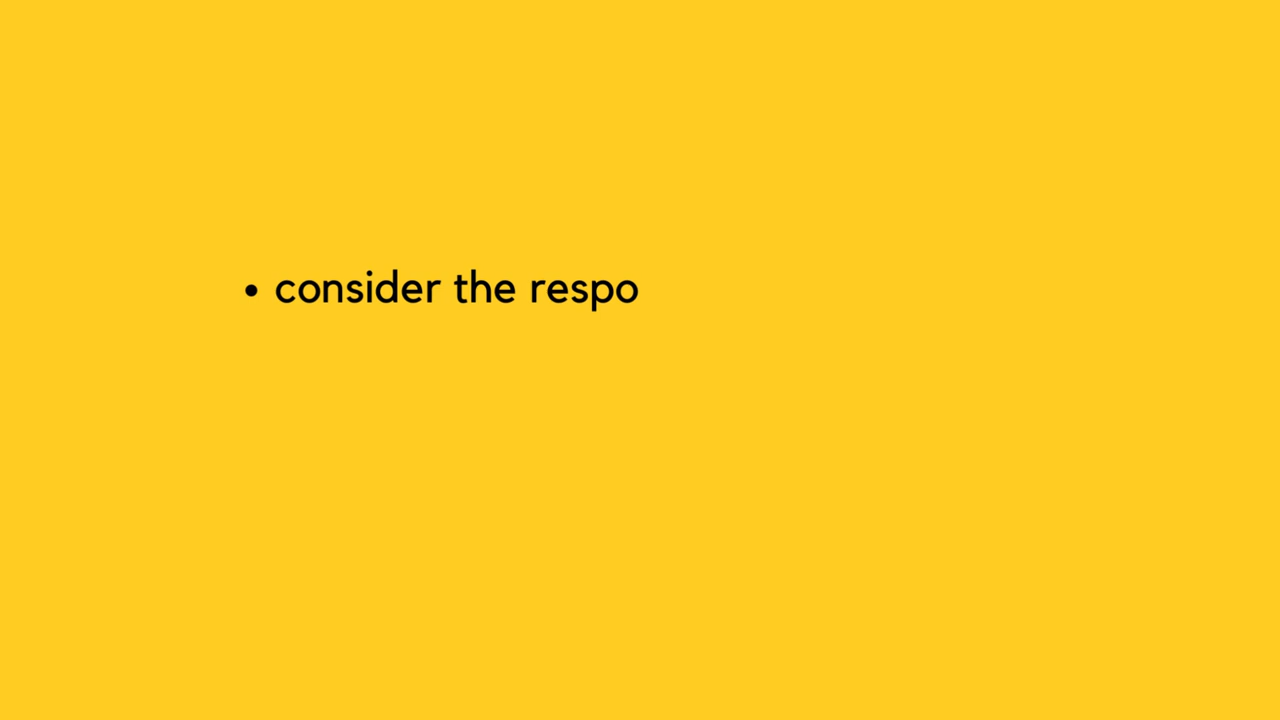 • consider the respo